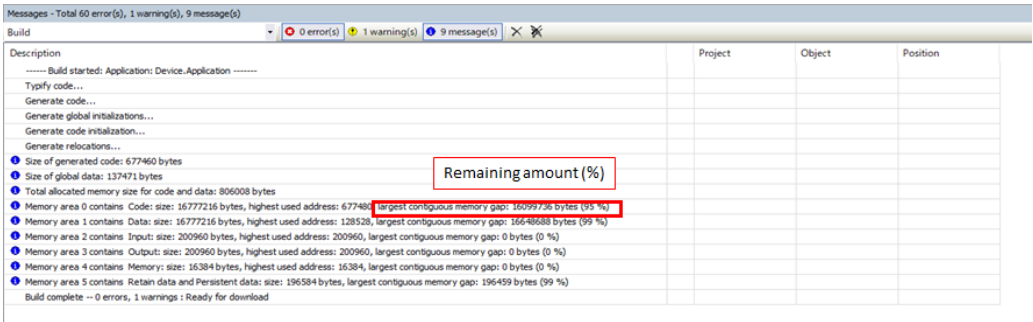 Messages - Total 60 error(s), 1 warning(s), 9 message(s)
Build 0 error(s) 1 warning(s) 9 message(s)
Description Project Object Position
------ Build started: Application: Device.Application -------
Typify code...
Generate code...
Generate global initializations...
Generate code initialization...
Generate relocations...
Size of generated code: 677460 bytes
Remaining amount (%)
Size of global data: 137471 bytes
Total allocated memory size for code and data: 806008 bytes
Memory area 0 contains Code: size: 16777216 bytes, highest used address: 677480, largest contiguous memory gap: 16099736 bytes (95 %)
Memory area 1 contains Data: size: 16777216 bytes, highest used address: 128528, largest contiguous memory gap: 16648688 bytes (99 %)
Memory area 2 contains Input: size: 200960 bytes, highest used address: 200960, largest contiguous memory gap: 0 bytes (0 %)
Memory area 3 contains Output: size: 200960 bytes, highest used address: 200960, largest contiguous memory gap: 0 bytes (0 %)
Memory area 4 contains Memory: size: 16384 bytes, highest used address: 16384, largest contiguous memory gap: 0 bytes (0 %)
Memory area 5 contains Retain data and Persistent data: size: 196584 bytes, largest contiguous memory gap: 196459 bytes (99 %)
Build complete -- 0 errors, 1 warnings : Ready for download